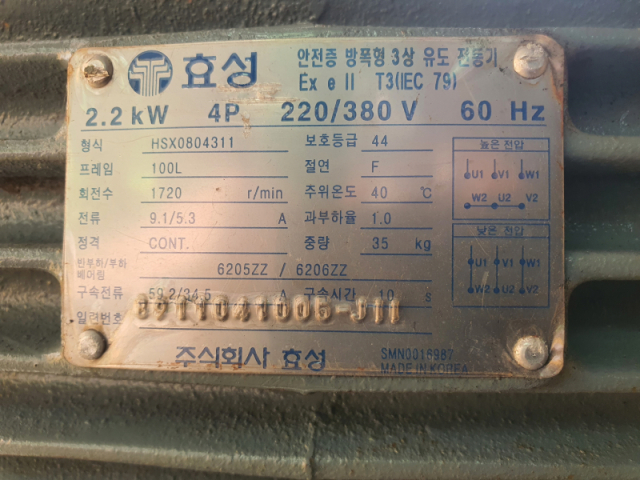 효성 안전증 방폭형 3상 유도 전동기
Ex e II T3(IEC 79)
2.2 kW 4P 220/380 V 60 Hz
형식 HSX0804311 보호등급 44 높은 전압
프레임 100L 절연 F U1 V1 W1
회전수 1720 r/min 주위온도 40 ℃ W2 U2 V2
전류 9.1/5.3 A 과부하율 1.0 낮은 전압
정격 CONT. 중량 35 kg U1 V1 W1
반부하/부하
베어링 6205ZZ / 6206ZZ
구속전류 59.2/34.5 A 구속시간 10 s W2 U2 V2
일련번호
주식회사 효성 SMN0016987
MADE IN KOREA